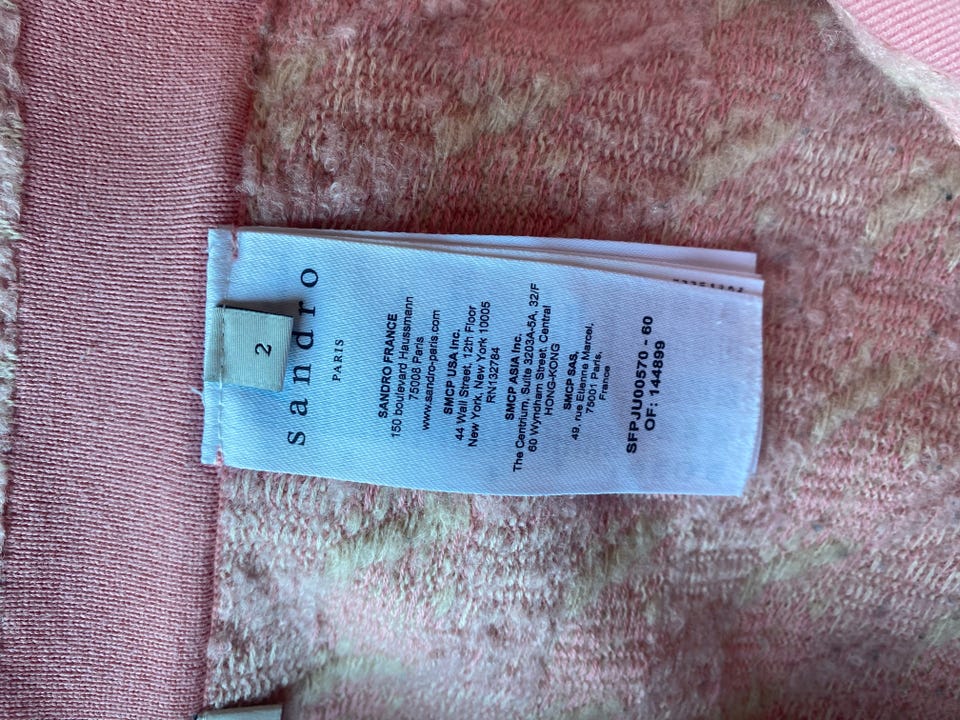 2
sandro
PARIS
SANDRO FRANCE
150 boulevard Haussmann
75008 Paris
www.sandro-paris.com
SMCP USA Inc.
44 Wall Street, 12th Floor
New York, New York 10005
RN132784
SMCP ASIA Inc.
The Centrium, Suite 3203A-5A, 32/F
60 Wyndham Street, Central
HONG-KONG
SMCP SAS,
49, rue Etienne Marcel,
75001 Paris,
France
SFPJU00570 - 60
OF: 144899